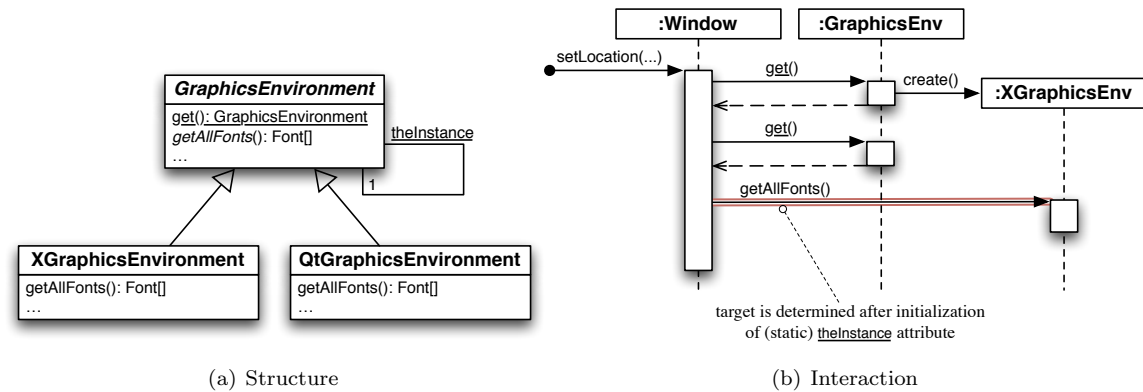 GraphicsEnvironment
get(): GraphicsEnvironment
getAllFonts(): Font[]
…
theInstance
1
XGraphicsEnvironment
getAllFonts(): Font[]
…
QtGraphicsEnvironment
getAllFonts(): Font[]
…
(a) Structure
:Window
:GraphicsEnv
setLocation(...)
get()
create()
:XGraphicsEnv
get()
getAllFonts()
target is determined after initialization
of (static) theInstance attribute
(b) Interaction